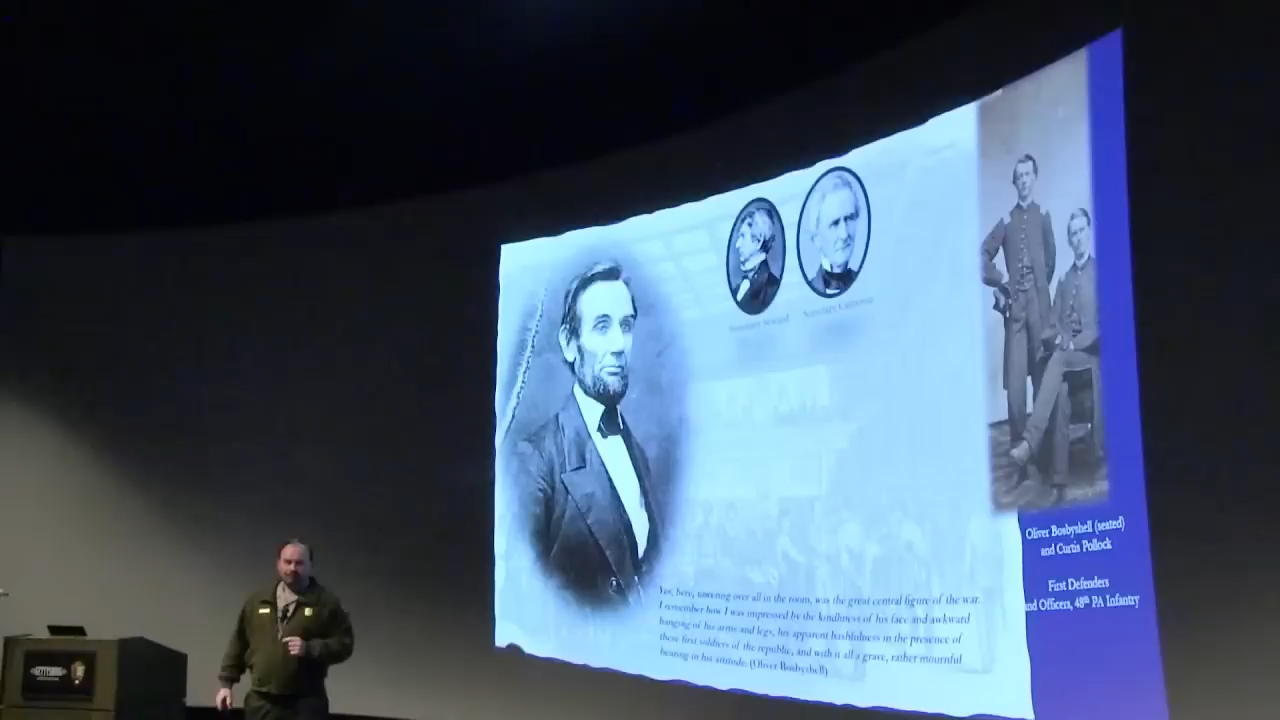 Secretary Seward
Secretary Cameron
Yes, here, towering over all in the room, was the great central figure of the war.
I remember how I was impressed by the kindliness of his face and awkward
hanging of his arms and legs, his apparent bashfulness in the presence of
these first soldiers of the republic, and with it all a grave, rather mournful
bearing in his attitude. (Oliver Bosbyshell)
Oliver Bosbyshell (seated)
and Curtis Pollock
First Defenders
and Officers, 48th PA Infantry
GETTYSBURG